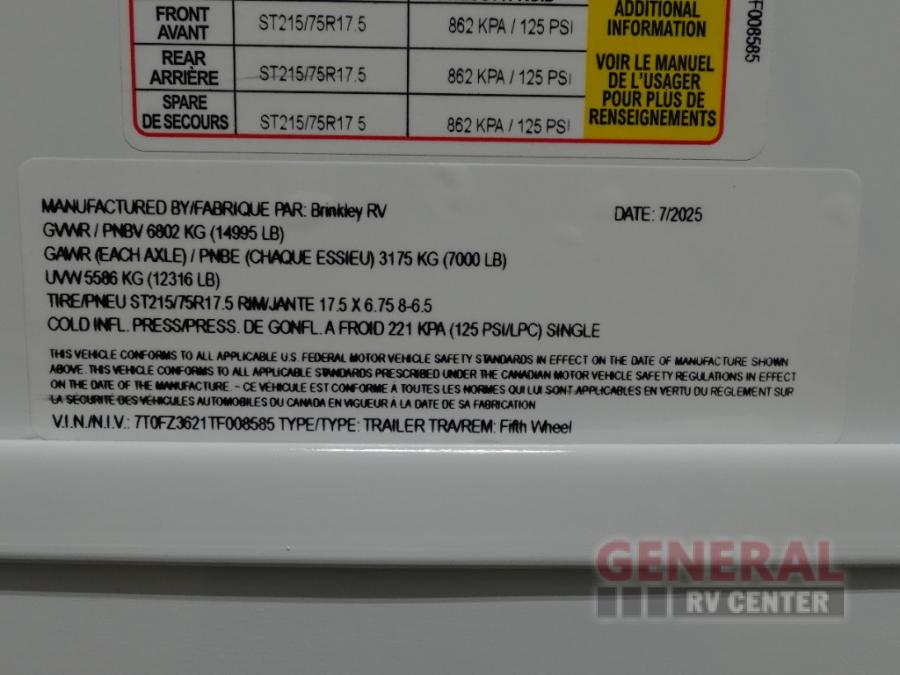 FRONT
AVANT
ST215/75R17.5
862 KPA / 125 PSI
REAR
ARRIÈRE
ST215/75R17.5
862 KPA / 125 PSI
SPARE
DE SECOURS
ST215/75R17.5
862 KPA / 125 PSI
ADDITIONAL
INFORMATION
VOIR LE MANUEL
DE L'USAGER
POUR PLUS DE
RENSEIGNEMENTS
F008585
MANUFACTURED BY/FABRIQUE PAR: Brinkley RV DATE: 7/2025
GVWR / PNBV 6802 KG (14995 LB)
GAWR (EACH AXLE) / PNBE (CHAQUE ESSIEU) 3175 KG (7000 LB)
UVW 5586 KG (12316 LB)
TIRE/PNEU ST215/75R17.5 RIM/JANTE 17.5 X 6.75 8-6.5
COLD INFL. PRESS/PRESS. DE GONFL. A FROID 221 KPA (125 PSI/LPC) SINGLE
THIS VEHICLE CONFORMS TO ALL APPLICABLE U.S. FEDERAL MOTOR VEHICLE SAFETY STANDARDS IN EFFECT ON THE DATE OF MANUFACTURE SHOWN
ABOVE. THIS VEHICLE CONFORMS TO ALL APPLICABLE STANDARDS PRESCRIBED UNDER THE CANADIAN MOTOR VEHICLE SAFETY REGULATIONS IN EFFECT
ON THE DATE OF THE MANUFACTURE. - CE VÉHICULE EST CONFORME A TOUTES LES NORMES QUI LUI SONT APPLICABLES EN VERTU DU REGLEMENT SUR
LA SÉCURITÉ DES VÉHICULES AUTOMOBILES DU CANADA EN VIGUEUR À LA DATE DE SA FABRICATION
V.I.N./N.I.V.: 7T0FZ3621TF008585 TYPE/TYPE: TRAILER TRA/REM: Fifth Wheel
GENERAL
RV CENTER